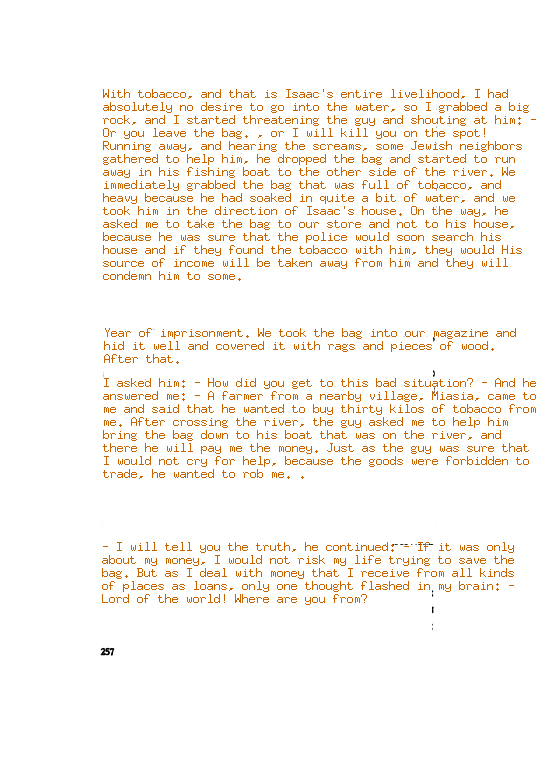 With tobacco, and that is Isaac's entire livelihood, I had
absolutely no desire to go into the water, so I grabbed a big
rock, and I started threatening the guy and shouting at him: -
Or you leave the bag. , or I will kill you on the spot!
Running away, and hearing the screams, some Jewish neighbors
gathered to help him, he dropped the bag and started to run
away in his fishing boat to the other side of the river. We
immediately grabbed the bag that was full of tobacco, and
heavy because he had soaked in quite a bit of water, and we
took him in the direction of Isaac's house. On the way, he
asked me to take the bag to our store and not to his house,
because he was sure that the police would soon search his
house and if they found the tobacco with him, they would His
source of income will be taken away from him and they will
condemn him to some.
Year of imprisonment. We took the bag into our magazine and
hid it well and covered it with rags and pieces of wood.
After that.
I asked him: - How did you get to this bad situation? - And he
answered me: - A farmer from a nearby village, Miasia, came to
me and said that he wanted to buy thirty kilos of tobacco from
me. After crossing the river, the guy asked me to help him
bring the bag down to his boat that was on the river, and
there he will pay me the money. Just as the guy was sure that
I would not cry for help, because the goods were forbidden to
trade, he wanted to rob me. .
- I will tell you the truth, he continued: - If it was only
about my money, I would not risk my life trying to save the
bag. But as I deal with money that I receive from all kinds
of places as loans, only one thought flashed in my brain: -
Lord of the world! Where are you from?
257